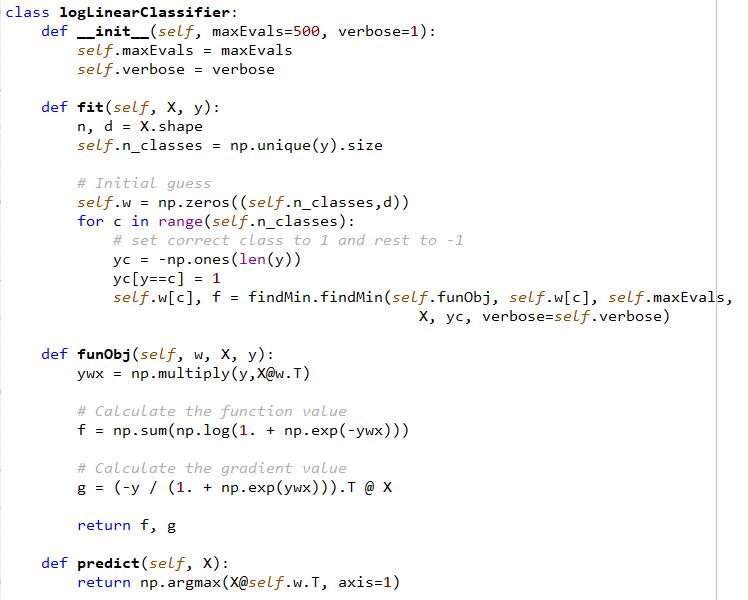 class logLinearClassifier:
    def __init__(self, maxEvals=500, verbose=1):
        self.maxEvals = maxEvals
        self.verbose = verbose

    def fit(self, X, y):
        n, d = X.shape
        self.n_classes = np.unique(y).size

        # Initial guess
        self.w = np.zeros((self.n_classes,d))
        for c in range(self.n_classes):
            # set correct class to 1 and rest to -1
            yc = -np.ones(len(y))
            yc[y==c] = 1
            self.w[c], f = findMin.findMin(self.funObj, self.w[c], self.maxEvals,
                                              X, yc, verbose=self.verbose)

    def funObj(self, w, X, y):
        ywx = np.multiply(y,X@w.T)

        # Calculate the function value
        f = np.sum(np.log(1. + np.exp(-ywx)))

        # Calculate the gradient value
        g = (-y / (1. + np.exp(ywx))).T @ X

        return f, g

    def predict(self, X):
        return np.argmax(X@self.w.T, axis=1)